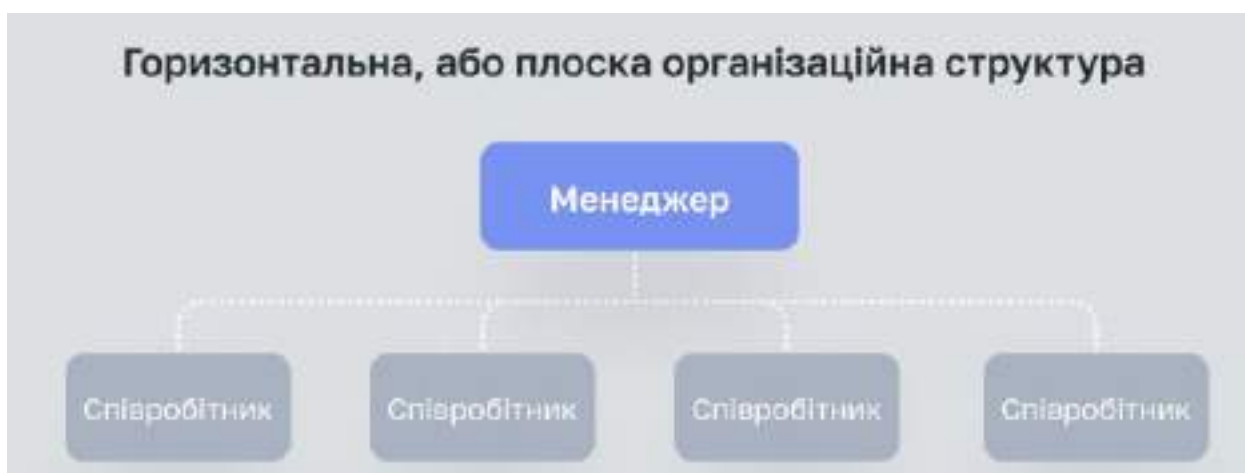 Горизонтальна, або плоска організаційна структура
Менеджер
Співробітник Співробітник Співробітник Співробітник